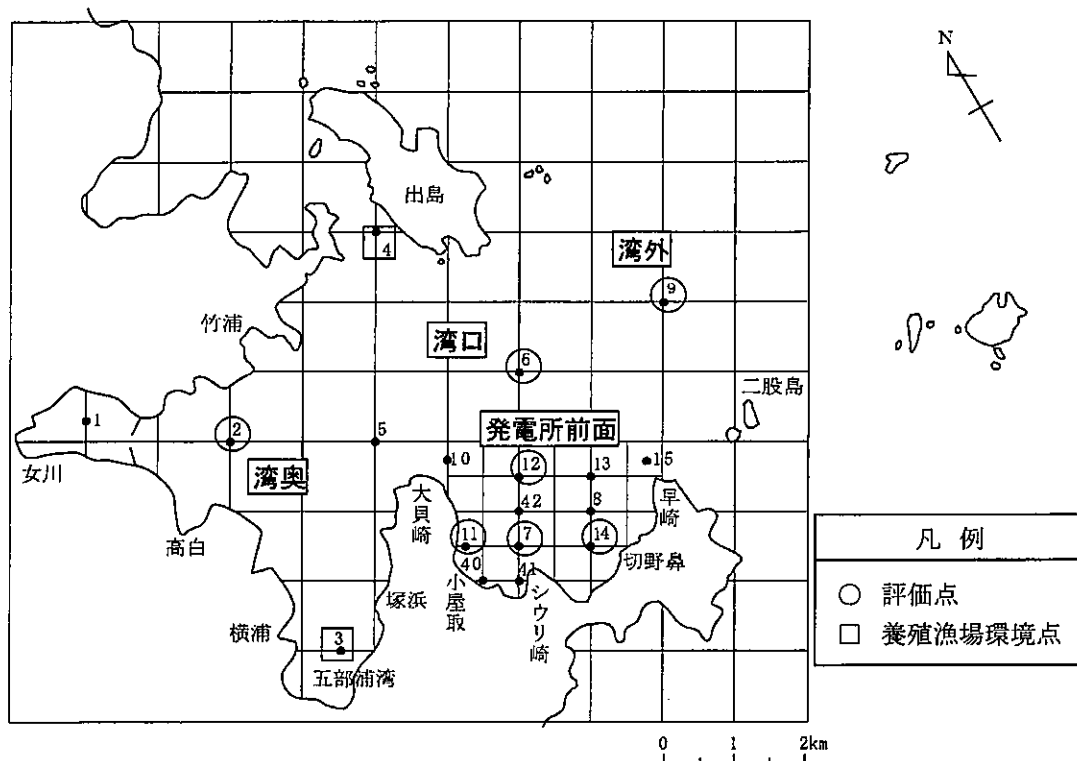 N
出島
4
湾外
9
竹浦
湾口
6
二股島
1
2
5
発電所前面
10
12
13
15
女川
湾奥
大貝崎
42
8
早崎
高白
11
7
14
切野鼻
40
41
小屋取
シウリ崎
塚浜
横浦
3
五部浦湾
凡 例
○ 評価点
□ 養殖漁場環境点
0 1 2km